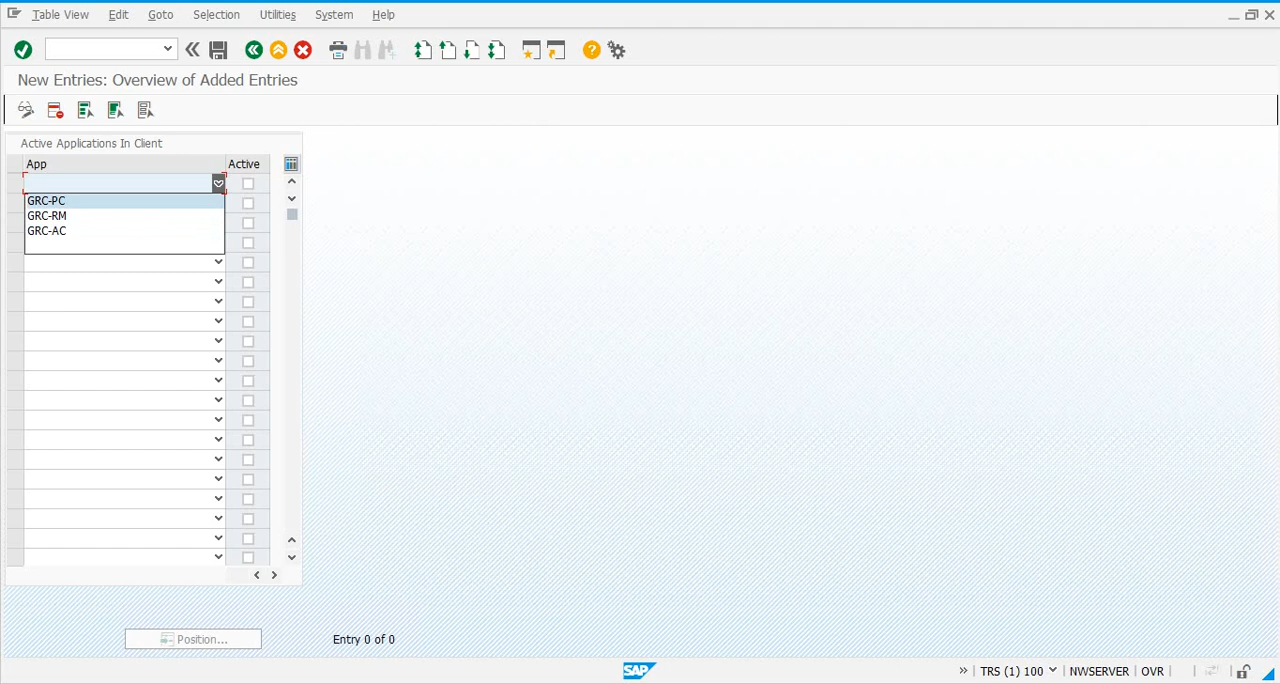 Table View Edit Goto Selection Utilities System Help
New Entries: Overview of Added Entries
Active Applications In Client
App Active
GRC-PC
GRC-RM
GRC-AC
Position... Entry 0 of 0
SAP » TRS (1) 100 NWSERVER OVR